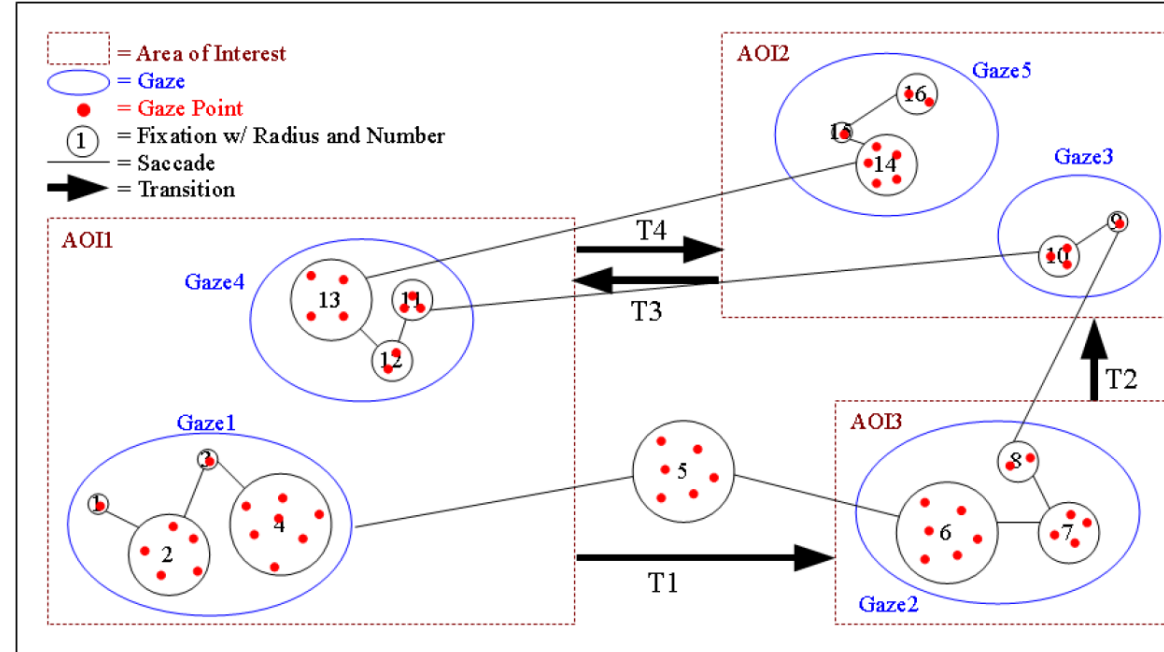 = Area of Interest
= Gaze
= Gaze Point
1 = Fixation w/ Radius and Number
= Saccade
= Transition
AOI2
Gaze5
16
15
14
Gaze3
9
10
AOI1
T4
Gaze4
13
11
T3
12
T2
Gaze1
AOI3
3
5
8
1
4
2
6
7
T1
Gaze2